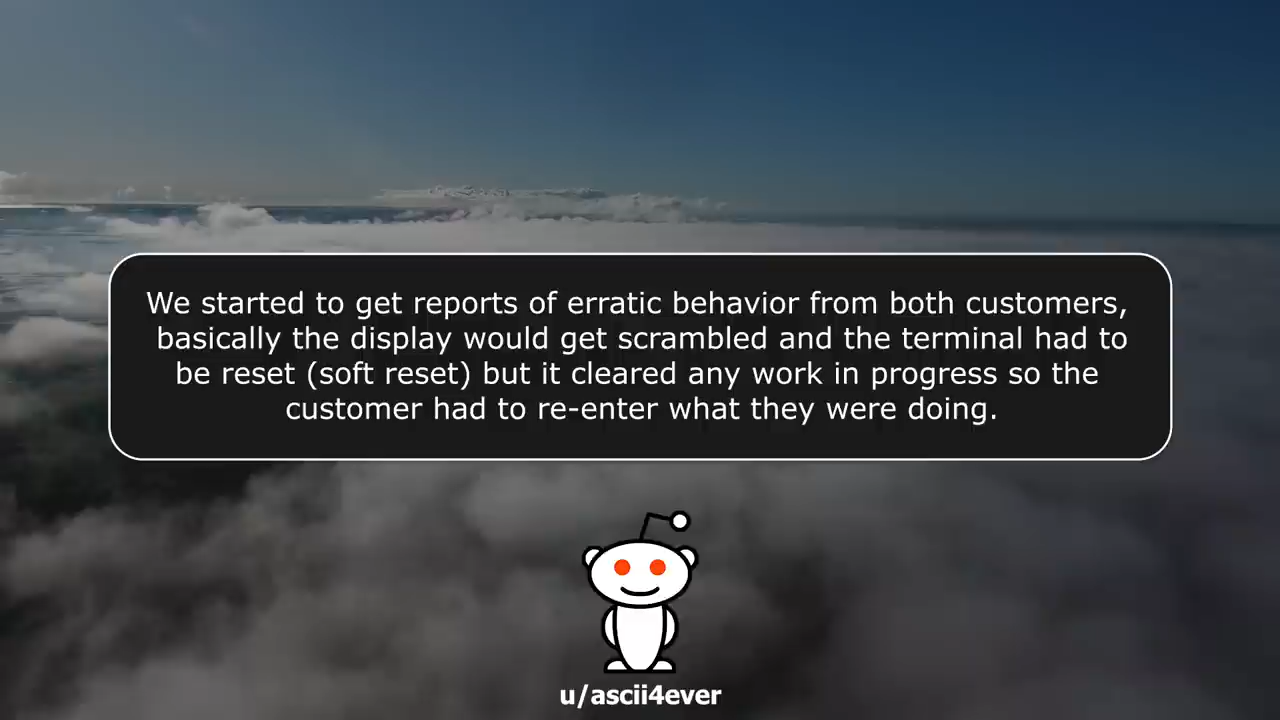 We started to get reports of erratic behavior from both customers,
basically the display would get scrambled and the terminal had to
be reset (soft reset) but it cleared any work in progress so the
customer had to re-enter what they were doing.
u/ascii4ever